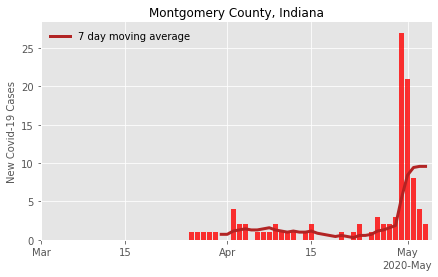 Montgomery County, Indiana
7 day moving average
New Covid-19 Cases
25
20
15
10
5
0
Mar 15 Apr 15 May
2020-May